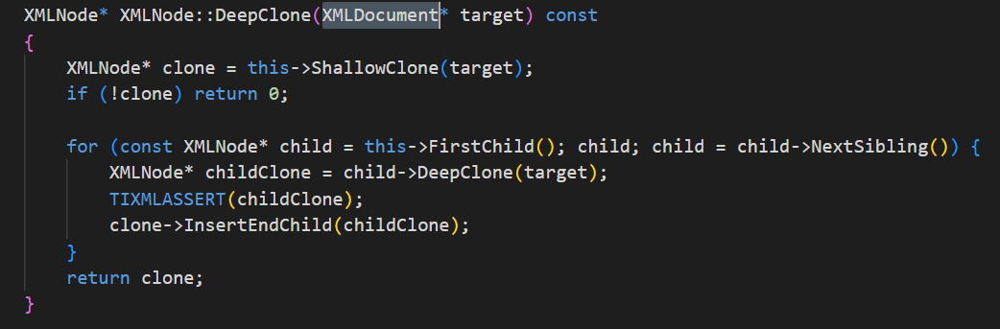 XMLNode* XMLNode::DeepClone(XMLDocument* target) const
{
    XMLNode* clone = this->ShallowClone(target);
    if (!clone) return 0;

    for (const XMLNode* child = this->FirstChild(); child; child = child->NextSibling()) {
        XMLNode* childClone = child->DeepClone(target);
        TIXMLASSERT(childClone);
        clone->InsertEndChild(childClone);
    }
    return clone;
}